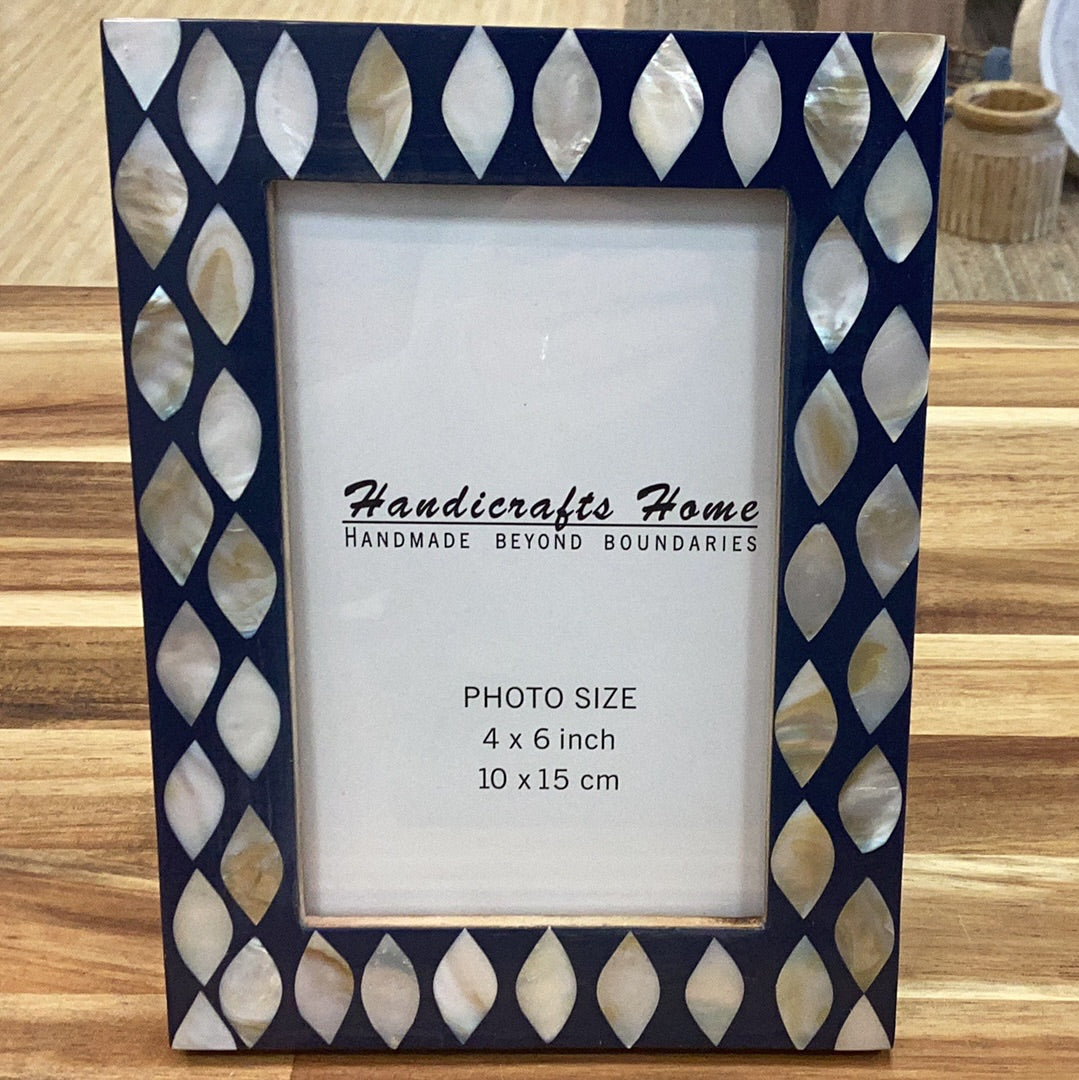 Handicrafts Home
HANDMADE BEYOND BOUNDARIES
PHOTO SIZE
4 x 6 inch
10 x 15 cm